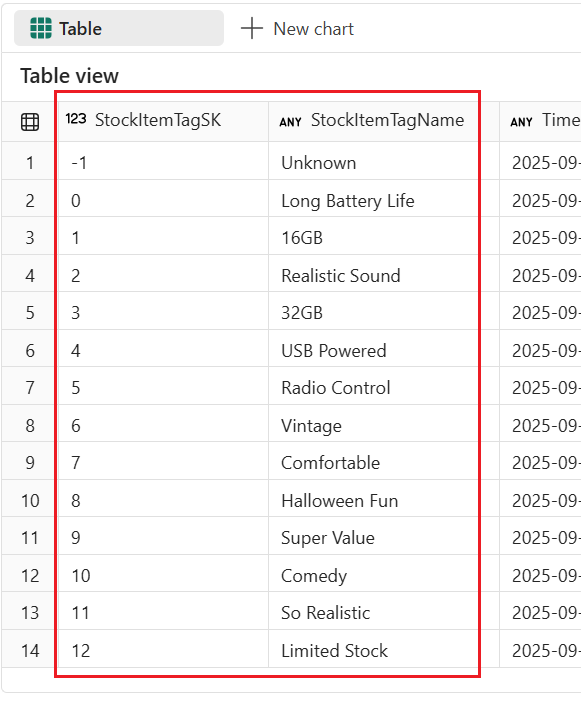 Table New chart
Table view
123 StockItemTagSK ANY StockItemTagName ANY Time
1 -1 Unknown 2025-09-
2 0 Long Battery Life 2025-09-
3 1 16GB 2025-09-
4 2 Realistic Sound 2025-09-
5 3 32GB 2025-09-
6 4 USB Powered 2025-09-
7 5 Radio Control 2025-09-
8 6 Vintage 2025-09-
9 7 Comfortable 2025-09-
10 8 Halloween Fun 2025-09-
11 9 Super Value 2025-09-
12 10 Comedy 2025-09-
13 11 So Realistic 2025-09-
14 12 Limited Stock 2025-09-